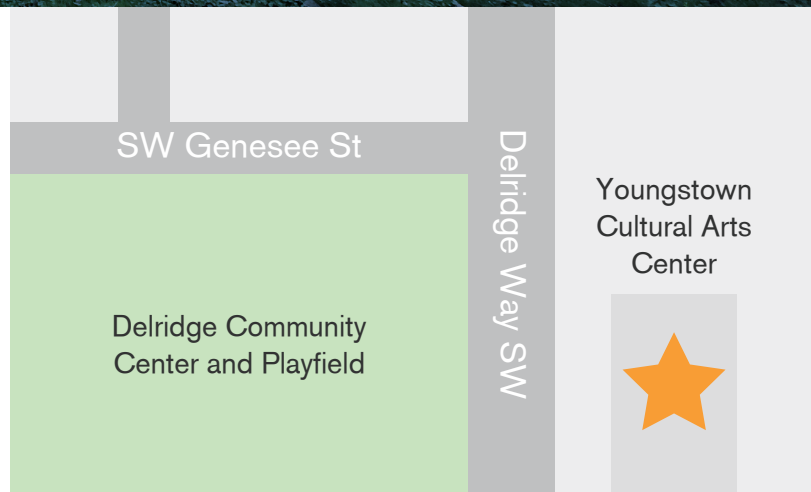 SW Genesee St
Delridge Way SW
Youngstown
Cultural Arts
Center
Delridge Community
Center and Playfield